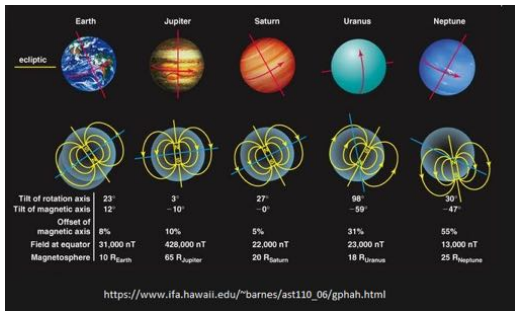 Earth Jupiter Saturn Uranus Neptune
ecliptic
Tilt of rotation axis 23° 3° 27° 98° 30°
Tilt of magnetic axis 12° −10° −0° −59° −47°
Offset of
magnetic axis 8% 10% 5% 31% 55%
Field at equator 31,000 nT 428,000 nT 22,000 nT 23,000 nT 13,000 nT
Magnetosphere 10 REarth 65 RJupiter 20 RSaturn 18 RUranus 25 RNeptune
https://www.ifa.hawaii.edu/~barnes/ast110_06/gphah.html